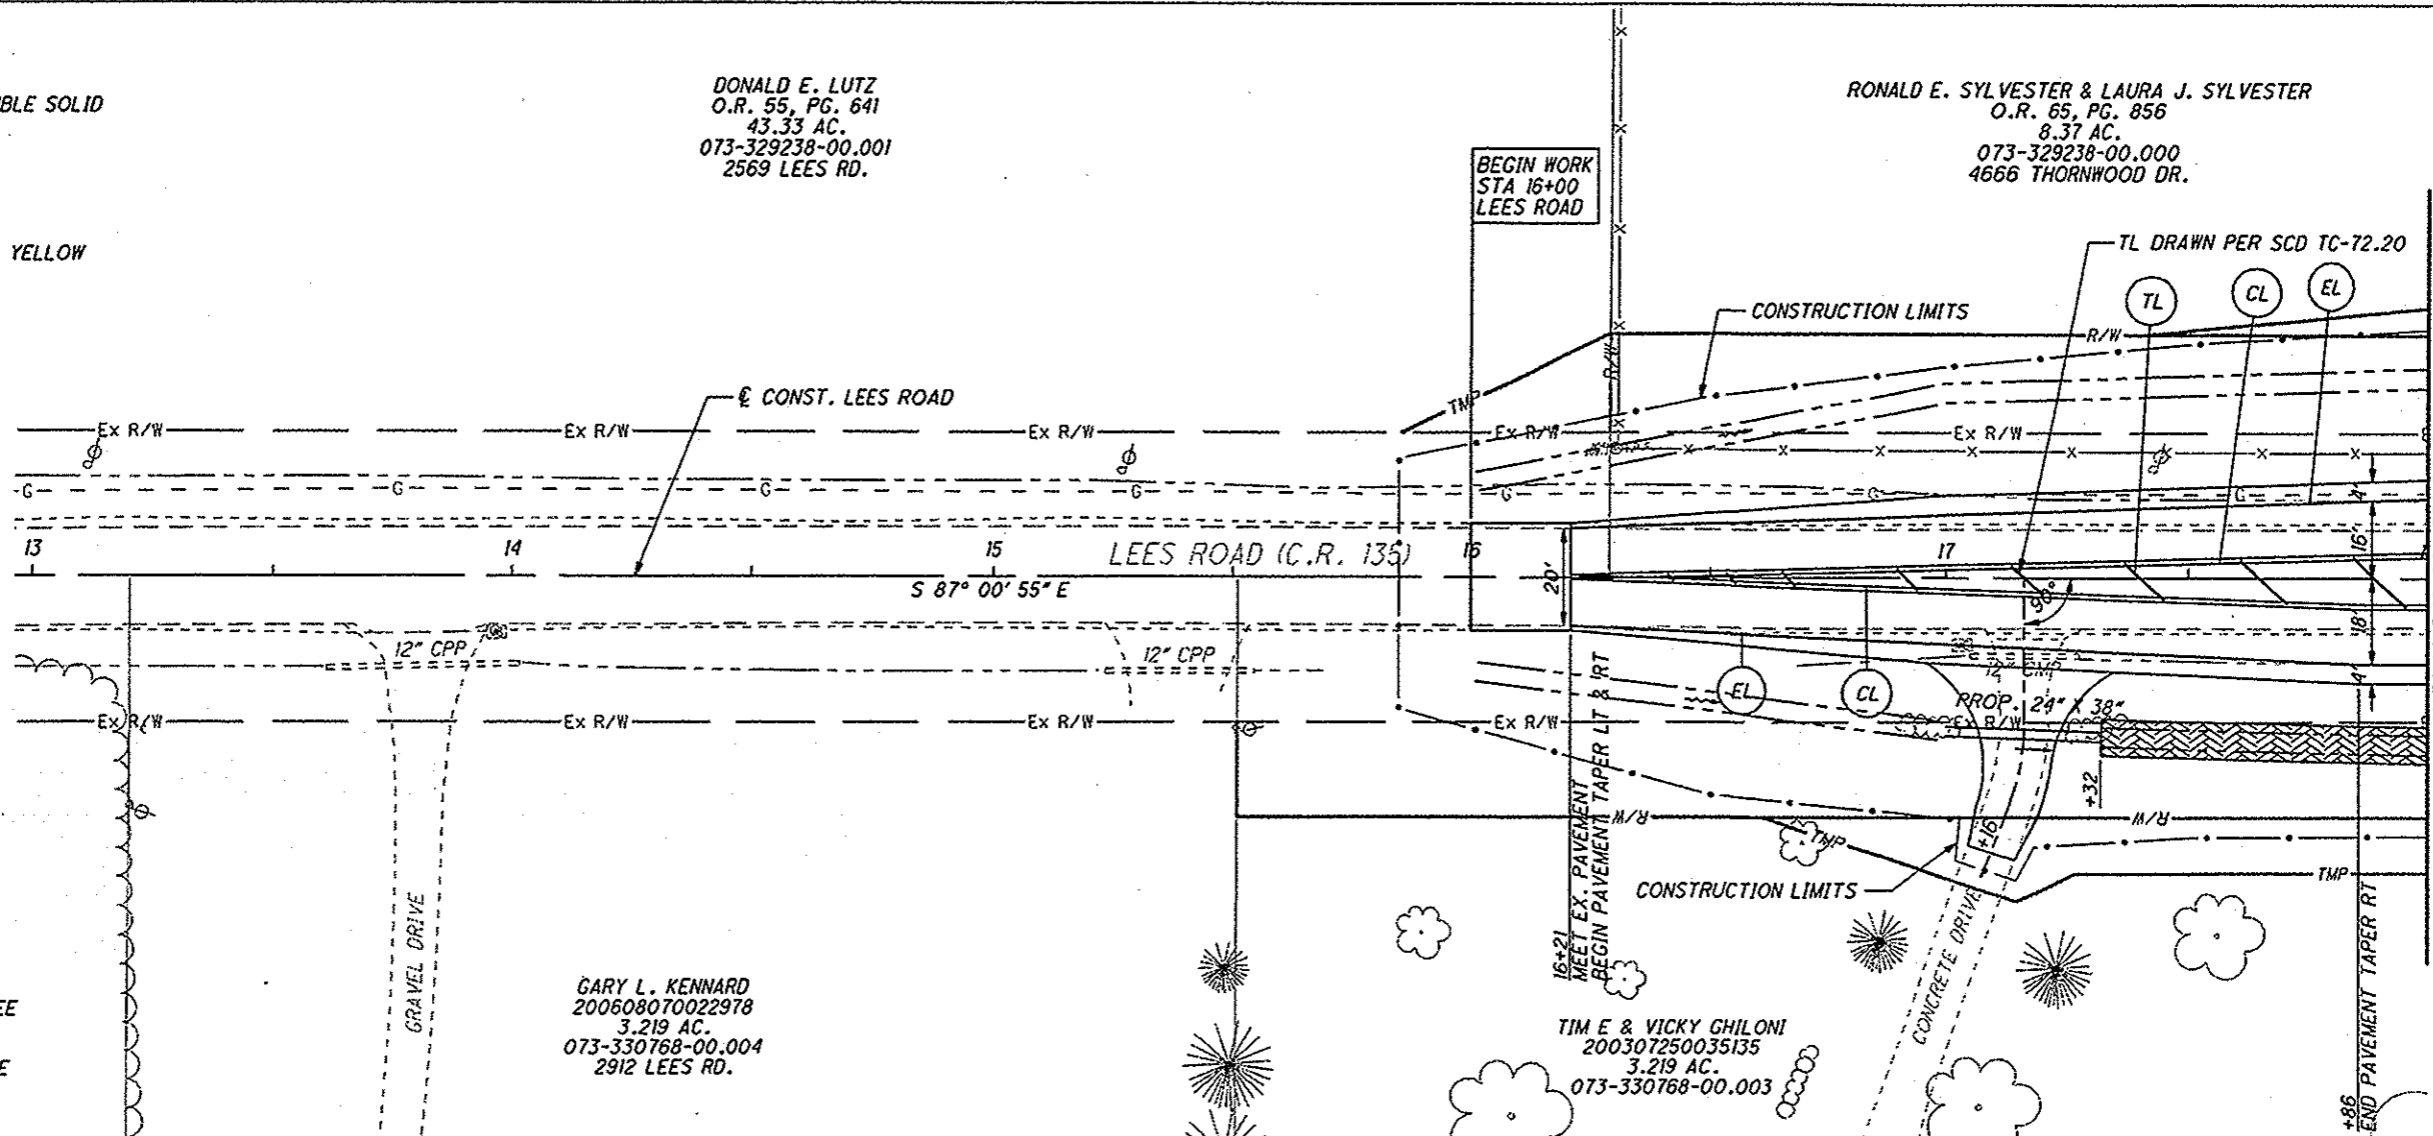 BLE SOLID
YELLOW
DONALD E. LUTZ
O.R. 55, PG. 641
43.33 AC.
073-329238-00.001
2569 LEES RD.
BEGIN WORK
STA 16+00
LEES ROAD
RONALD E. SYLVESTER & LAURA J. SYLVESTER
O.R. 65, PG. 856
8.37 AC.
073-329238-00.000
4666 THORNWOOD DR.
TL DRAWN PER SCD TC-72.20
TL
CL
EL
CONSTRUCTION LIMITS
R/W
R/W
TMP
℄ CONST. LEES ROAD
Ex R/W
Ex R/W
Ex R/W
Ex R/W
Ex R/W
G
G
G
G
G
G
G
4'
13
14
15
LEES ROAD (C.R. 135)
16
17
16'
S 87° 00' 55" E
20'
90°
18'
12" CPP
12" CPP
12" CMP
EL
CL
4'
PROP. 24" X 38"
Ex R/W
Ex R/W
Ex R/W
Ex R/W
Ex R/W
+32
R/W
R/W
TMP
+16
TMP
CONSTRUCTION LIMITS
16+21
MEET EX. PAVEMENT
BEGIN PAVEMENT TAPER LT & RT
GRAVEL DRIVE
CONCRETE DRIVE
+86
END PAVEMENT TAPER RT
GARY L. KENNARD
200608070022978
3.219 AC.
073-330768-00.004
2912 LEES RD.
TIM E & VICKY GHILONI
200307250035135
3.219 AC.
073-330768-00.003
EE
E